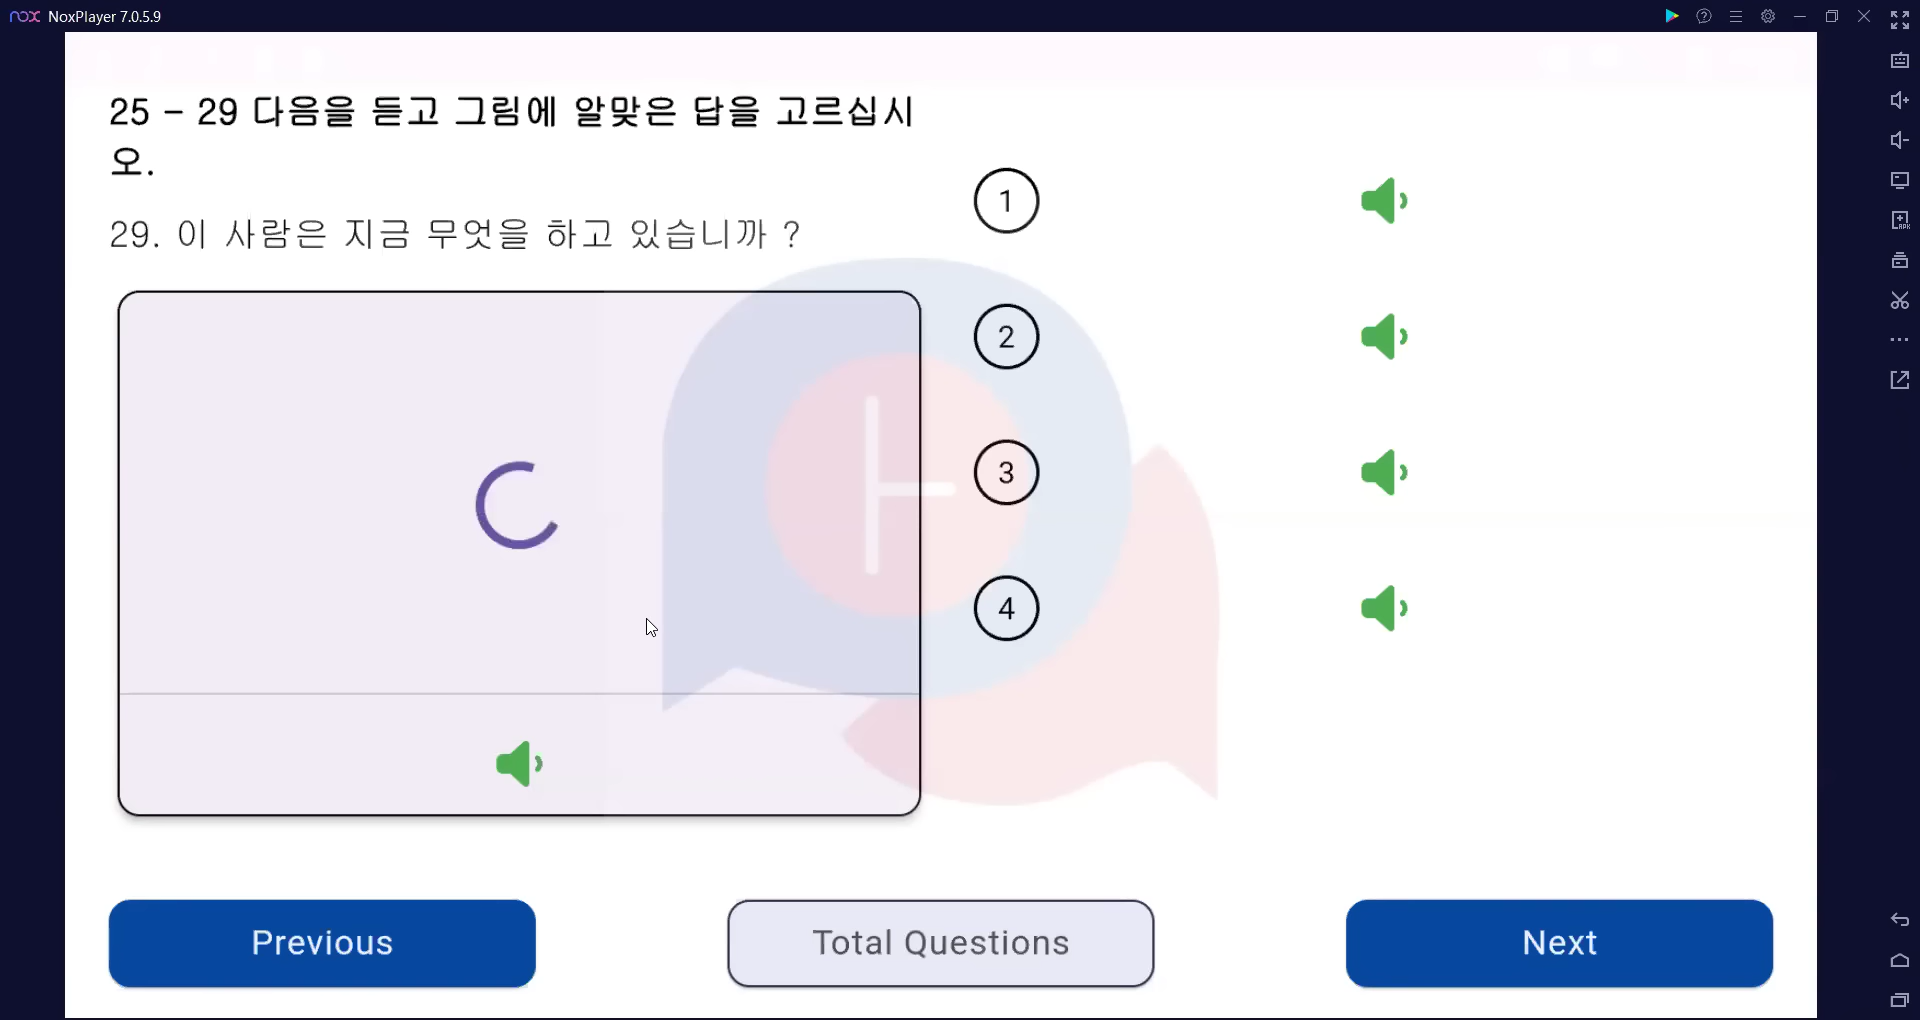 nox NoxPlayer 7.0.5.9
25 – 29 다음을 듣고 그림에 알맞은 답을 고르십시
오.
29. 이 사람은 지금 무엇을 하고 있습니까 ?
1
2
3
4
ㅏ
Previous
Total Questions
Next